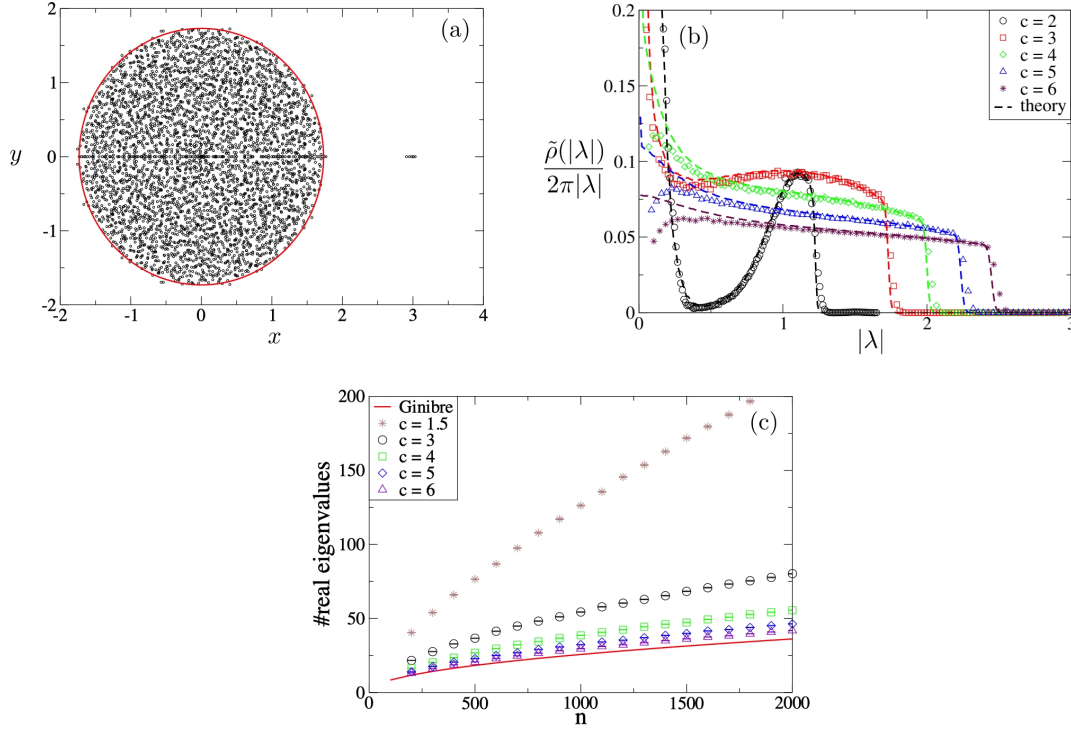 (a)
2
1
0
-1
-2
y
-2
-1
0
1
2
3
4
x
(b)
0.2
0.15
0.1
0.05
0
ρ̃(|λ|)
2π|λ|
c = 2
c = 3
c = 4
c = 5
c = 6
theory
0
1
2
3
|λ|
(c)
200
150
100
50
0
#real eigenvalues
Ginibre
c = 1.5
c = 3
c = 4
c = 5
c = 6
0
500
1000
1500
2000
n